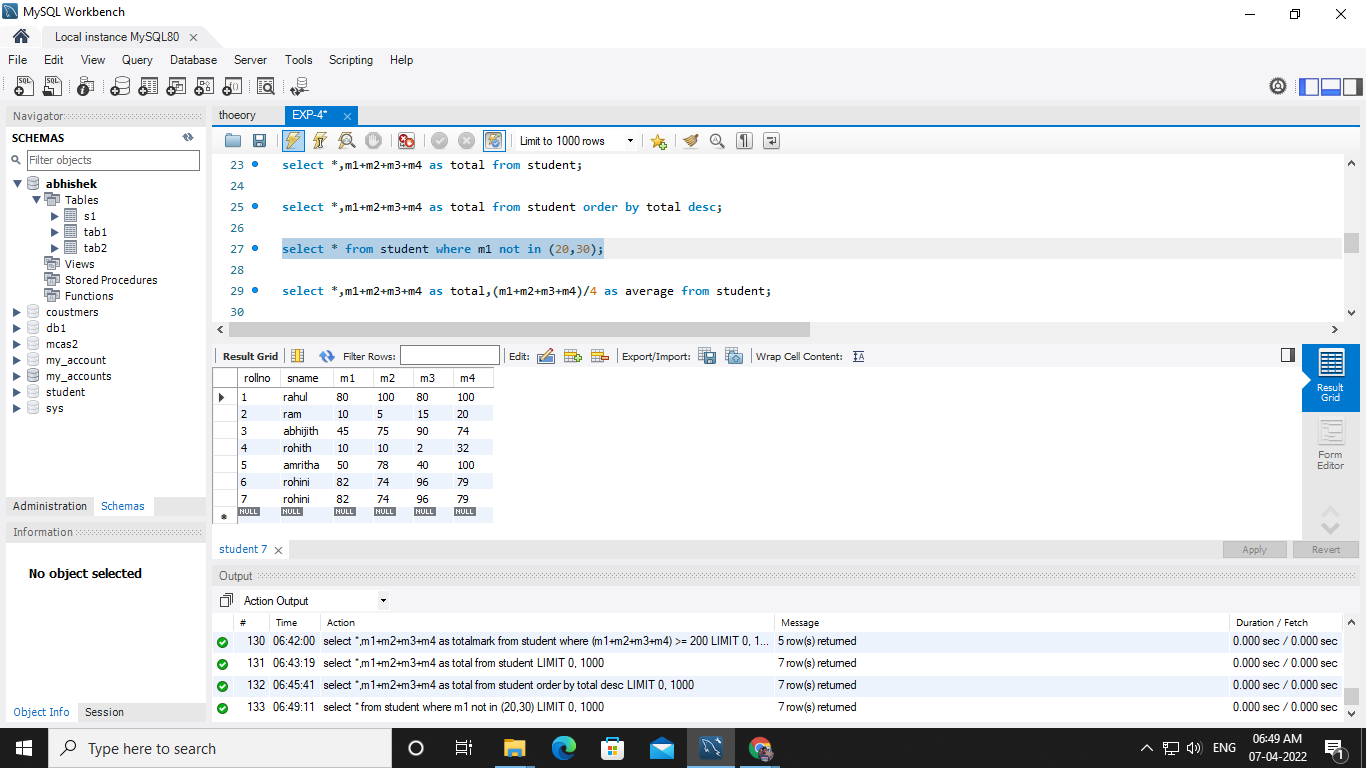 MySQL Workbench
Local instance MySQL80
File Edit View Query Database Server Tools Scripting Help
Navigator
SCHEMAS
Filter objects
abhishek
Tables
s1
tab1
tab2
Views
Stored Procedures
Functions
coustmers
db1
mcas2
my_account
my_accounts
student
sys
Administration Schemas
Information
No object selected
Object Info Session
thoeory EXP-4*
Limit to 1000 rows
23 select *,m1+m2+m3+m4 as total from student;
24
25 select *,m1+m2+m3+m4 as total from student order by total desc;
26
27 select * from student where m1 not in (20,30);
28
29 select *,m1+m2+m3+m4 as total,(m1+m2+m3+m4)/4 as average from student;
30
Result Grid Filter Rows: Edit: Export/Import: Wrap Cell Content:
rollno sname m1 m2 m3 m4
1 rahul 80 100 80 100
2 ram 10 5 15 20
3 abhijith 45 75 90 74
4 rohith 10 10 2 32
5 amritha 50 78 40 100
6 rohini 82 74 96 79
7 rohini 82 74 96 79
NULL NULL NULL NULL NULL NULL
Result
Grid
Form
Editor
student 7 Apply Revert
Output
Action Output
# Time Action Message Duration / Fetch
130 06:42:00 select *,m1+m2+m3+m4 as totalmark from student where (m1+m2+m3+m4) >= 200 LIMIT 0, 1... 5 row(s) returned 0.000 sec / 0.000 sec
131 06:43:19 select *,m1+m2+m3+m4 as total from student LIMIT 0, 1000 7 row(s) returned 0.000 sec / 0.000 sec
132 06:45:41 select *,m1+m2+m3+m4 as total from student order by total desc LIMIT 0, 1000 7 row(s) returned 0.000 sec / 0.000 sec
133 06:49:11 select * from student where m1 not in (20,30) LIMIT 0, 1000 7 row(s) returned 0.000 sec / 0.000 sec
Type here to search
ENG
06:49 AM
07-04-2022
1